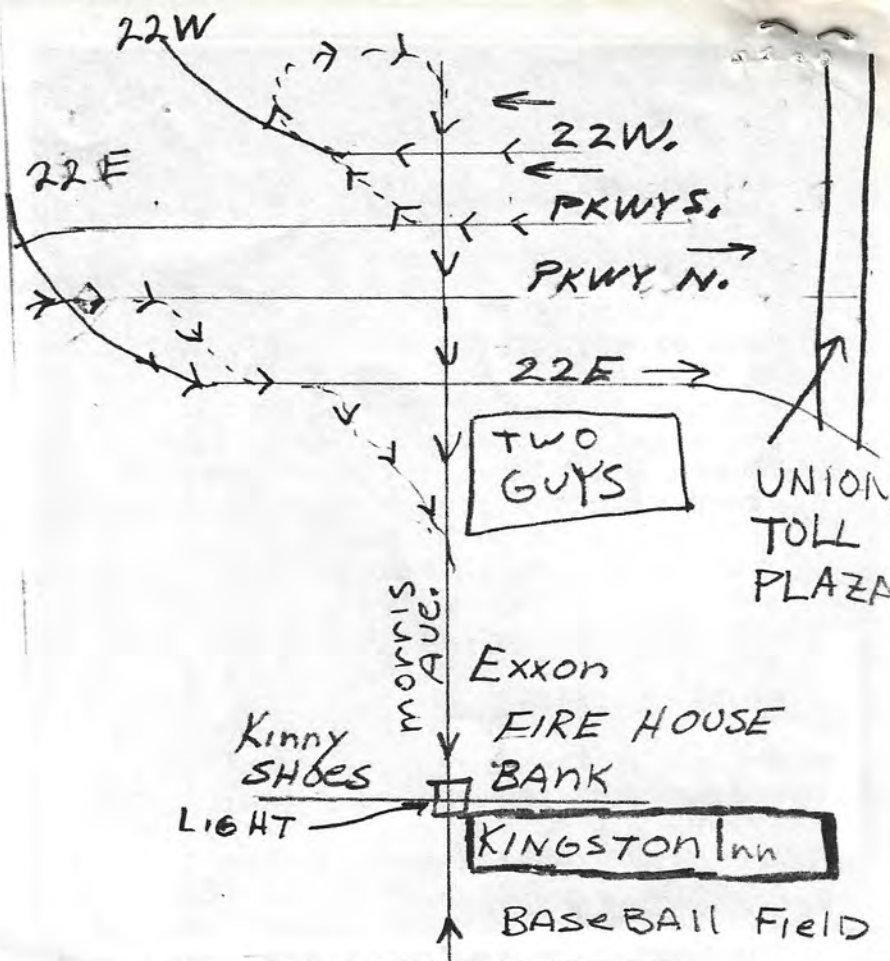 22W
22W.
22E
PKWYS.
PKWY N.
22E
TWO
GUYS
UNION
TOLL
PLAZA
morris
AVE.
Exxon
Kinny
SHOES
FIRE HOUSE
BANK
LIGHT
KINGSTON Inn
BASEBALL FIELD